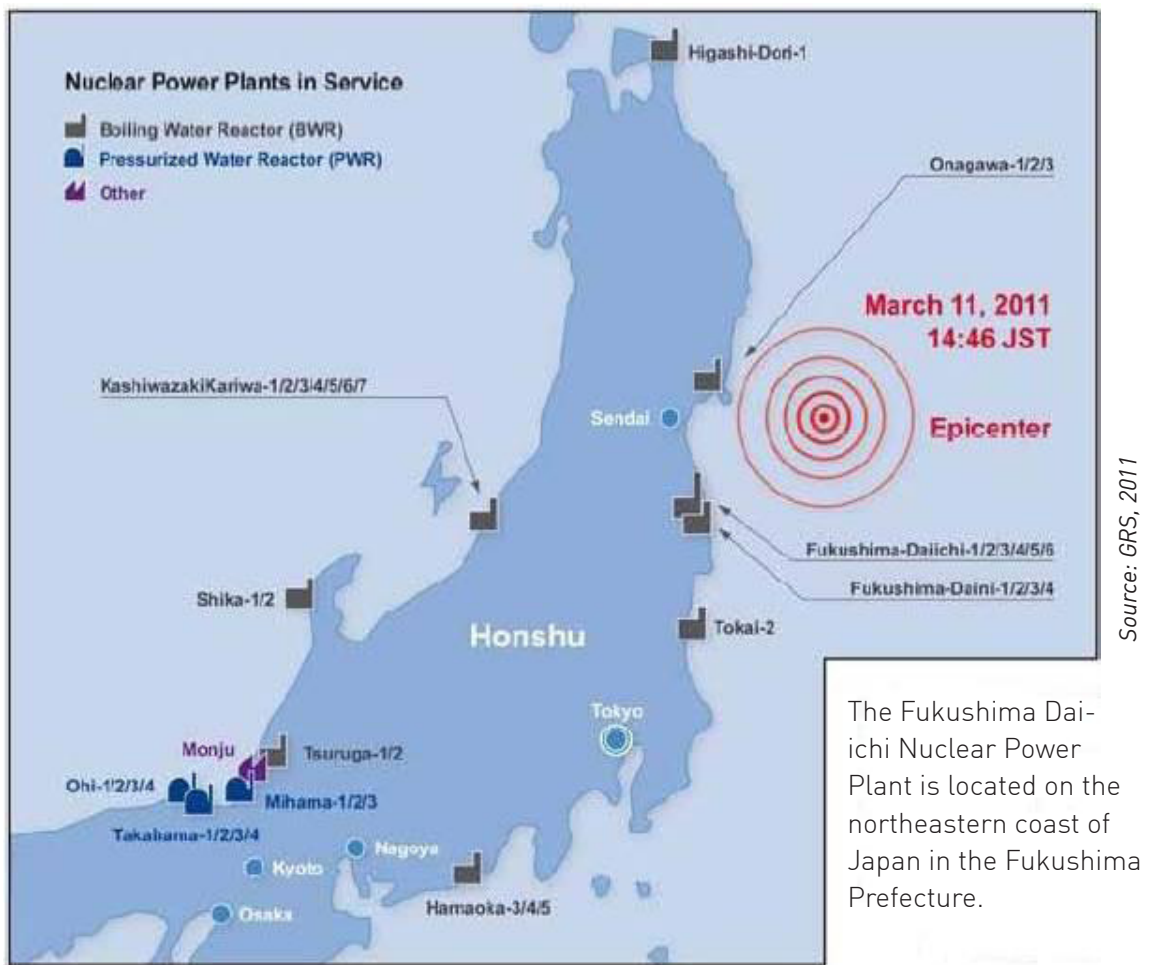 Nuclear Power Plants in Service
Boiling Water Reactor (BWR)
Pressurized Water Reactor (PWR)
Other
Higashi-Dori-1
Onagawa-1/2/3
March 11, 2011
14:46 JST
Epicenter
KashiwazakiKariwa-1/2/3/4/5/6/7
Sendai
Fukushima-Daiichi-1/2/3/4/5/6
Fukushima-Daini-1/2/3/4
Shika-1/2
Honshu
Tokai-2
Tokyo
Monju
Tsuruga-1/2
Ohi-1/2/3/4
Mihama-1/2/3
Takahama-1/2/3/4
Nagoya
Kyoto
Osaka
Hamaoka-3/4/5
Source: GRS, 2011
The Fukushima Dai-
ichi Nuclear Power
Plant is located on the
northeastern coast of
Japan in the Fukushima
Prefecture.